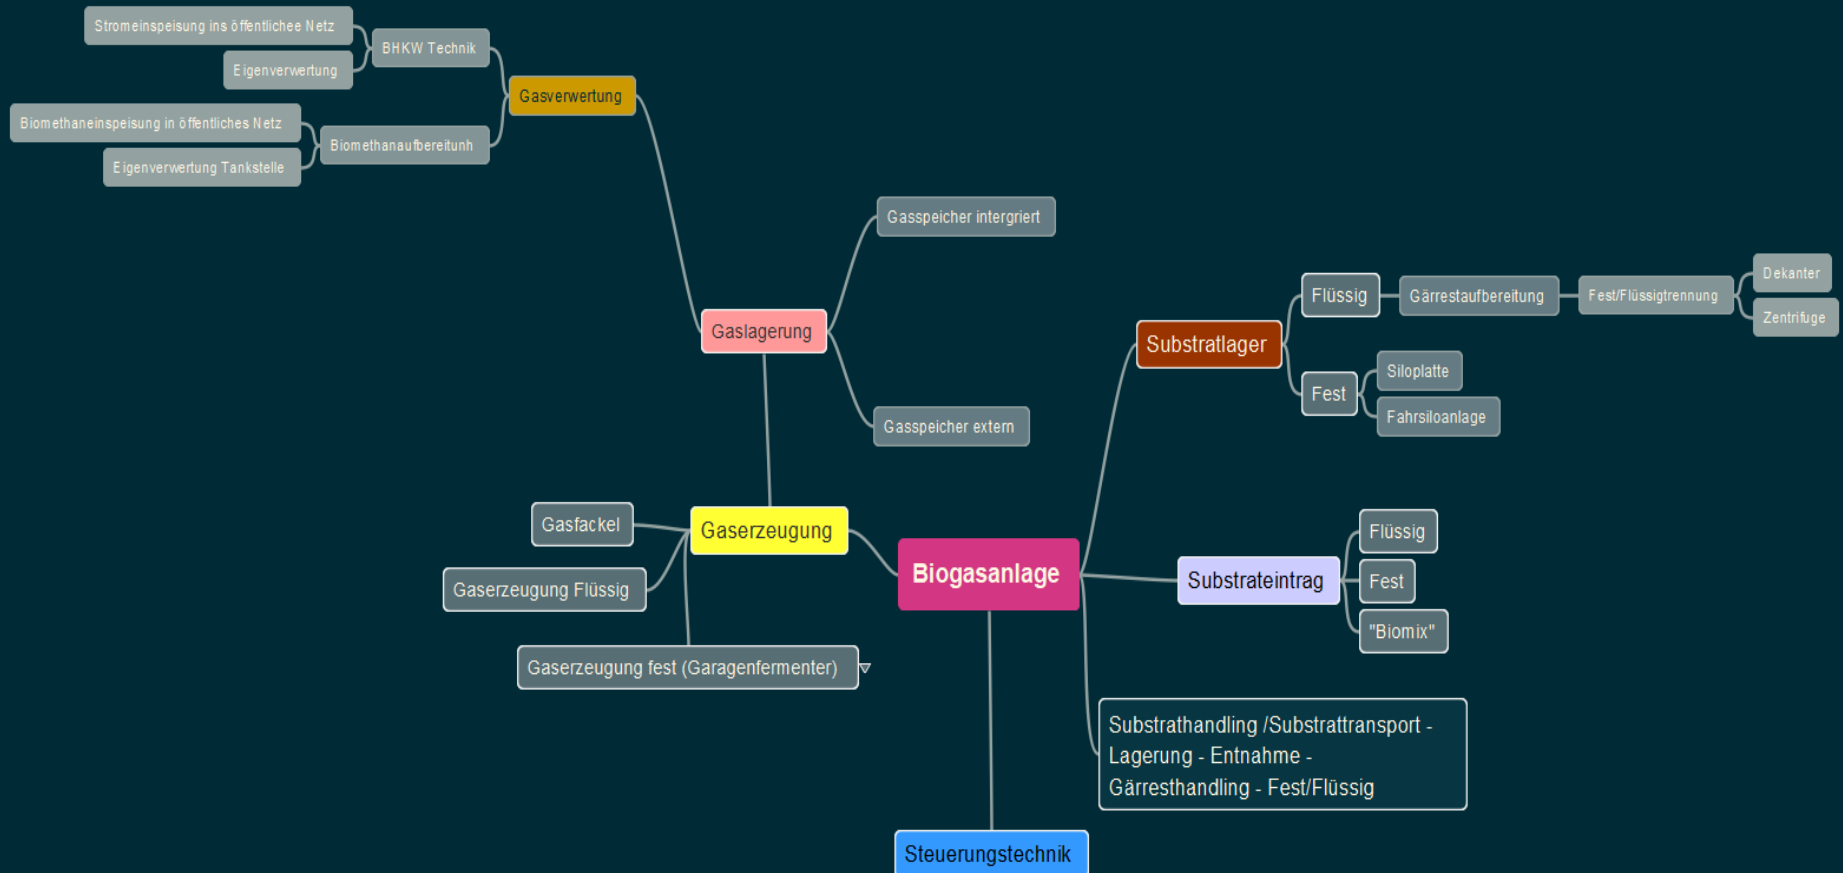 Stromeinspeisung ins öffentlichee Netz
BHKW Technik
Eigenverwertung
Gasverwertung
Biomethaneinspeisung in öffentliches Netz
Biomethanaufbereitunh
Eigenverwertung Tankstelle
Gasspeicher intergriert
Gaslagerung
Gasspeicher extern
Substratlager
Flüssig
Gärrestaufbereitung
Fest/Flüssigtrennung
Dekanter
Zentrifuge
Fest
Siloplatte
Fahrsiloanlage
Gasfackel
Gaserzeugung
Gaserzeugung Flüssig
Gaserzeugung fest (Garagenfermenter)
Biogasanlage
Substrateintrag
Flüssig
Fest
"Biomix"
Substrathandling /Substrattransport -
Lagerung - Entnahme -
Gärresthandling - Fest/Flüssig
Steuerungstechnik